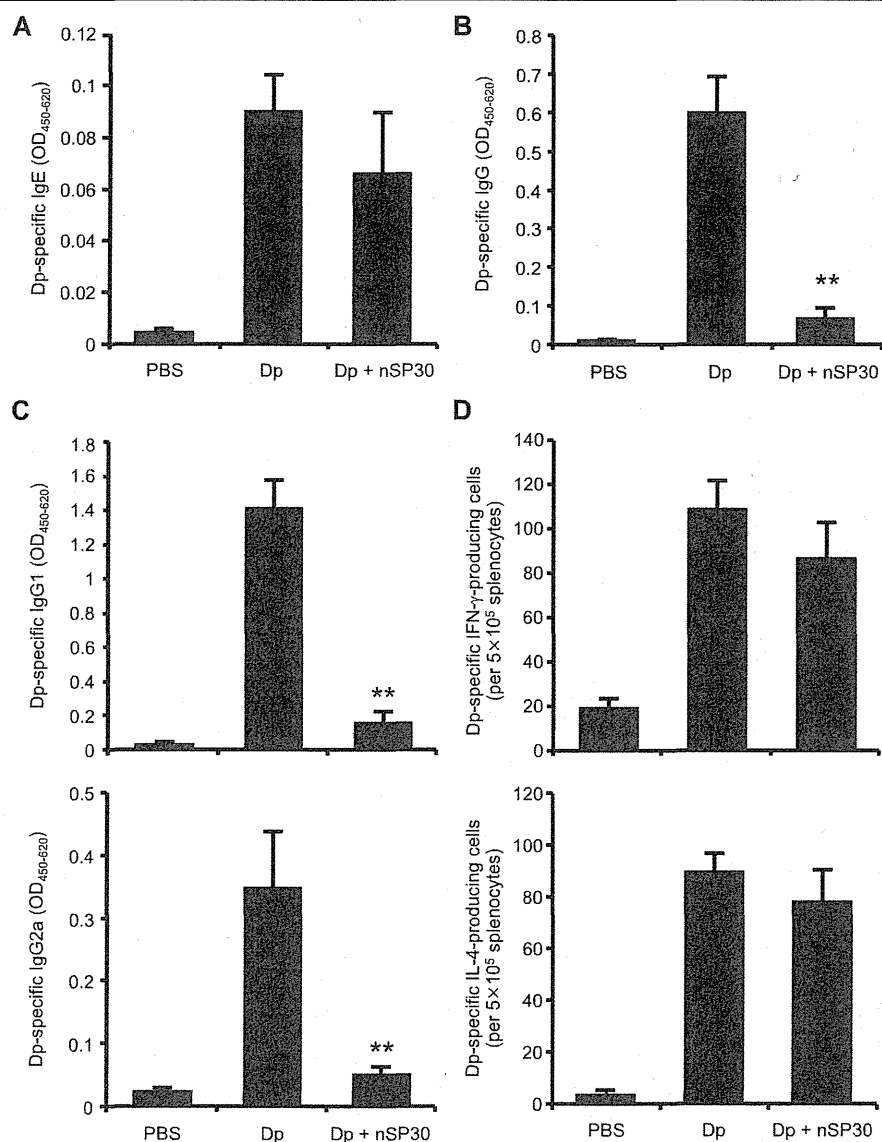 A
Dp-specific IgE (OD450-620)
0.12
0.1
0.08
0.06
0.04
0.02
0
PBS
Dp
Dp + nSP30
B
Dp-specific IgG (OD450-620)
0.8
0.7
0.6
0.5
0.4
0.3
0.2
0.1
0
**
PBS
Dp
Dp + nSP30
C
Dp-specific IgG1 (OD450-620)
1.8
1.6
1.4
1.2
1
0.8
0.6
0.4
0.2
0
**
Dp-specific IgG2a (OD450-620)
0.5
0.4
0.3
0.2
0.1
0
**
PBS
Dp
Dp + nSP30
D
Dp-specific IFN-γ-producing cells
(per 5×10⁵ splenocytes)
140
120
100
80
60
40
20
0
Dp-specific IL-4-producing cells
(per 5×10⁵ splenocytes)
120
100
80
60
40
20
0
PBS
Dp
Dp + nSP30